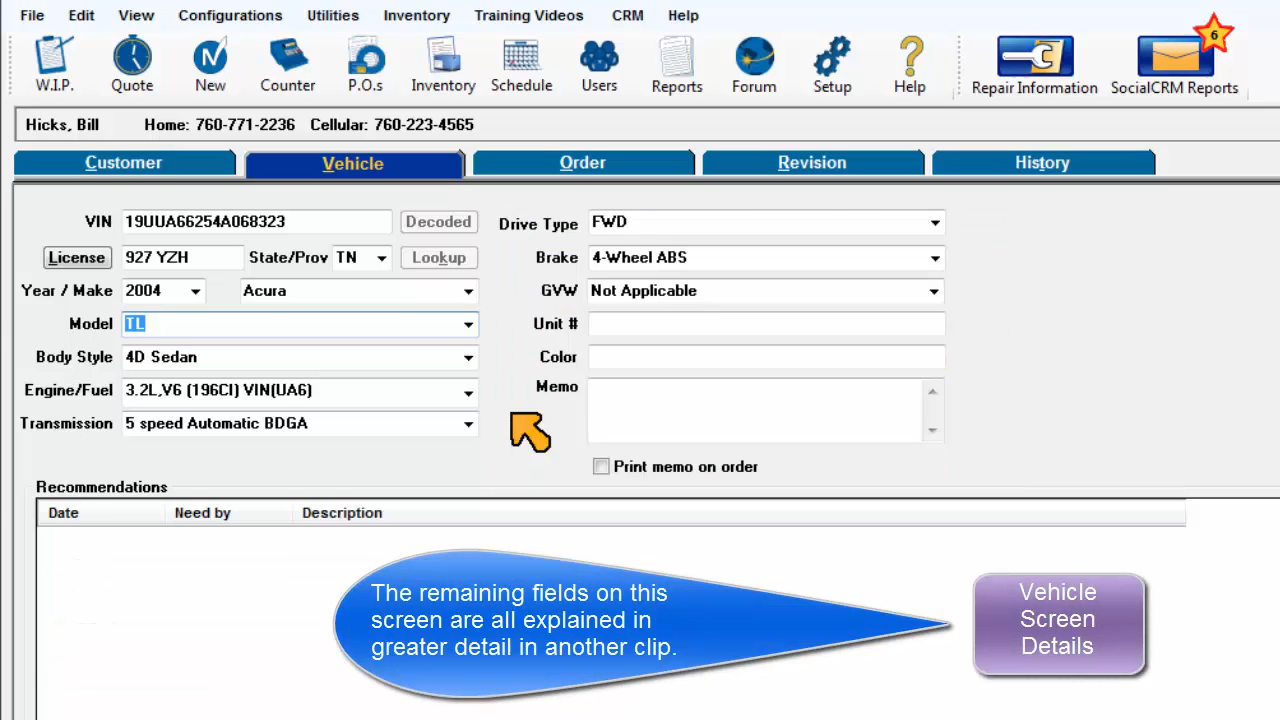 File Edit View Configurations Utilities Inventory Training Videos CRM Help
6
W.I.P. Quote New Counter P.O.s Inventory Schedule Users Reports Forum Setup Help Repair Information SocialCRM Reports
Hicks, Bill Home: 760-771-2236 Cellular: 760-223-4565
Customer Vehicle Order Revision History
VIN 19UUA66254A068323 Decoded Drive Type FWD
License 927 YZH State/Prov TN Lookup Brake 4-Wheel ABS
Year / Make 2004 Acura GVW Not Applicable
Model TL Unit #
Body Style 4D Sedan Color
Engine/Fuel 3.2L,V6 (196CI) VIN(UA6) Memo
Transmission 5 speed Automatic BDGA
Print memo on order
Recommendations
Date Need by Description
The remaining fields on this
screen are all explained in
greater detail in another clip.
Vehicle
Screen
Details